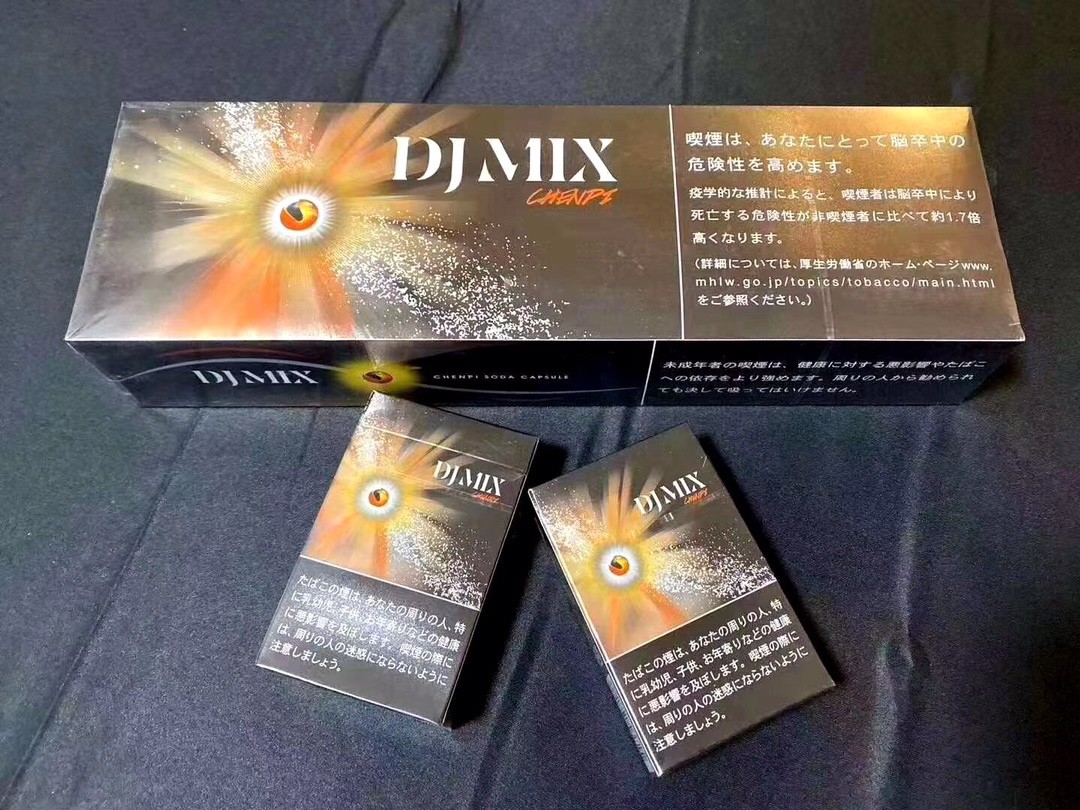 DJ MIX
CHENPI
喫煙は、あなたにとって脳卒中の
危険性を高めます。
疫学的な推計によると、喫煙者は脳卒中により
死亡する危険性が非喫煙者に比べて約1.7倍
高くなります。
（詳細については、厚生労働省のホーム・ページwww.
mhlw.go.jp/topics/tobacco/main.html
をご参照ください。）
DJ MIX
CHENPI SODA CAPSULE
未成年者の喫煙は、健康に対する悪影響やたばこ
への依存をより強めます。周りの人から勧められ
ても決して吸ってはいけません。
DJ MIX
CHENPI
たばこの煙は、あなたの周りの人、特
に乳幼児、子供、お年寄りなどの健康
に悪影響を及ぼします。喫煙の際に
は、周りの人の迷惑にならないように
注意しましょう。
DJ MIX
CHENPI
たばこの煙は、あなたの周りの人、特
に乳幼児、子供、お年寄りなどの健康
に悪影響を及ぼします。喫煙の際に
は、周りの人の迷惑にならないように
注意しましょう。